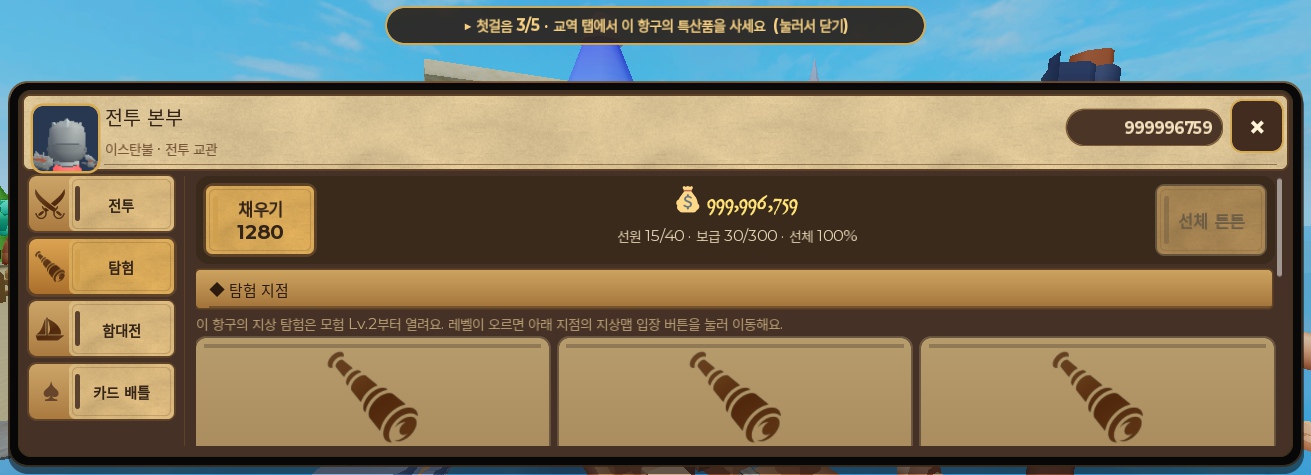 ▸ 첫걸음 3/5 · 교역 탭에서 이 항구의 특산품을 사세요 (눌러서 닫기)
전투 본부
이스탄불 · 전투 교관
999996759
×
전투
탐험
함대전
카드 배틀
채우기
1280
$ 999,996,759
선원 15/40 · 보급 30/300 · 선체 100%
선체 튼튼
◆ 탐험 지점
이 항구의 지상 탐험은 모험 Lv.2부터 열려요. 레벨이 오르면 아래 지점의 지상맵 입장 버튼을 눌러 이동해요.